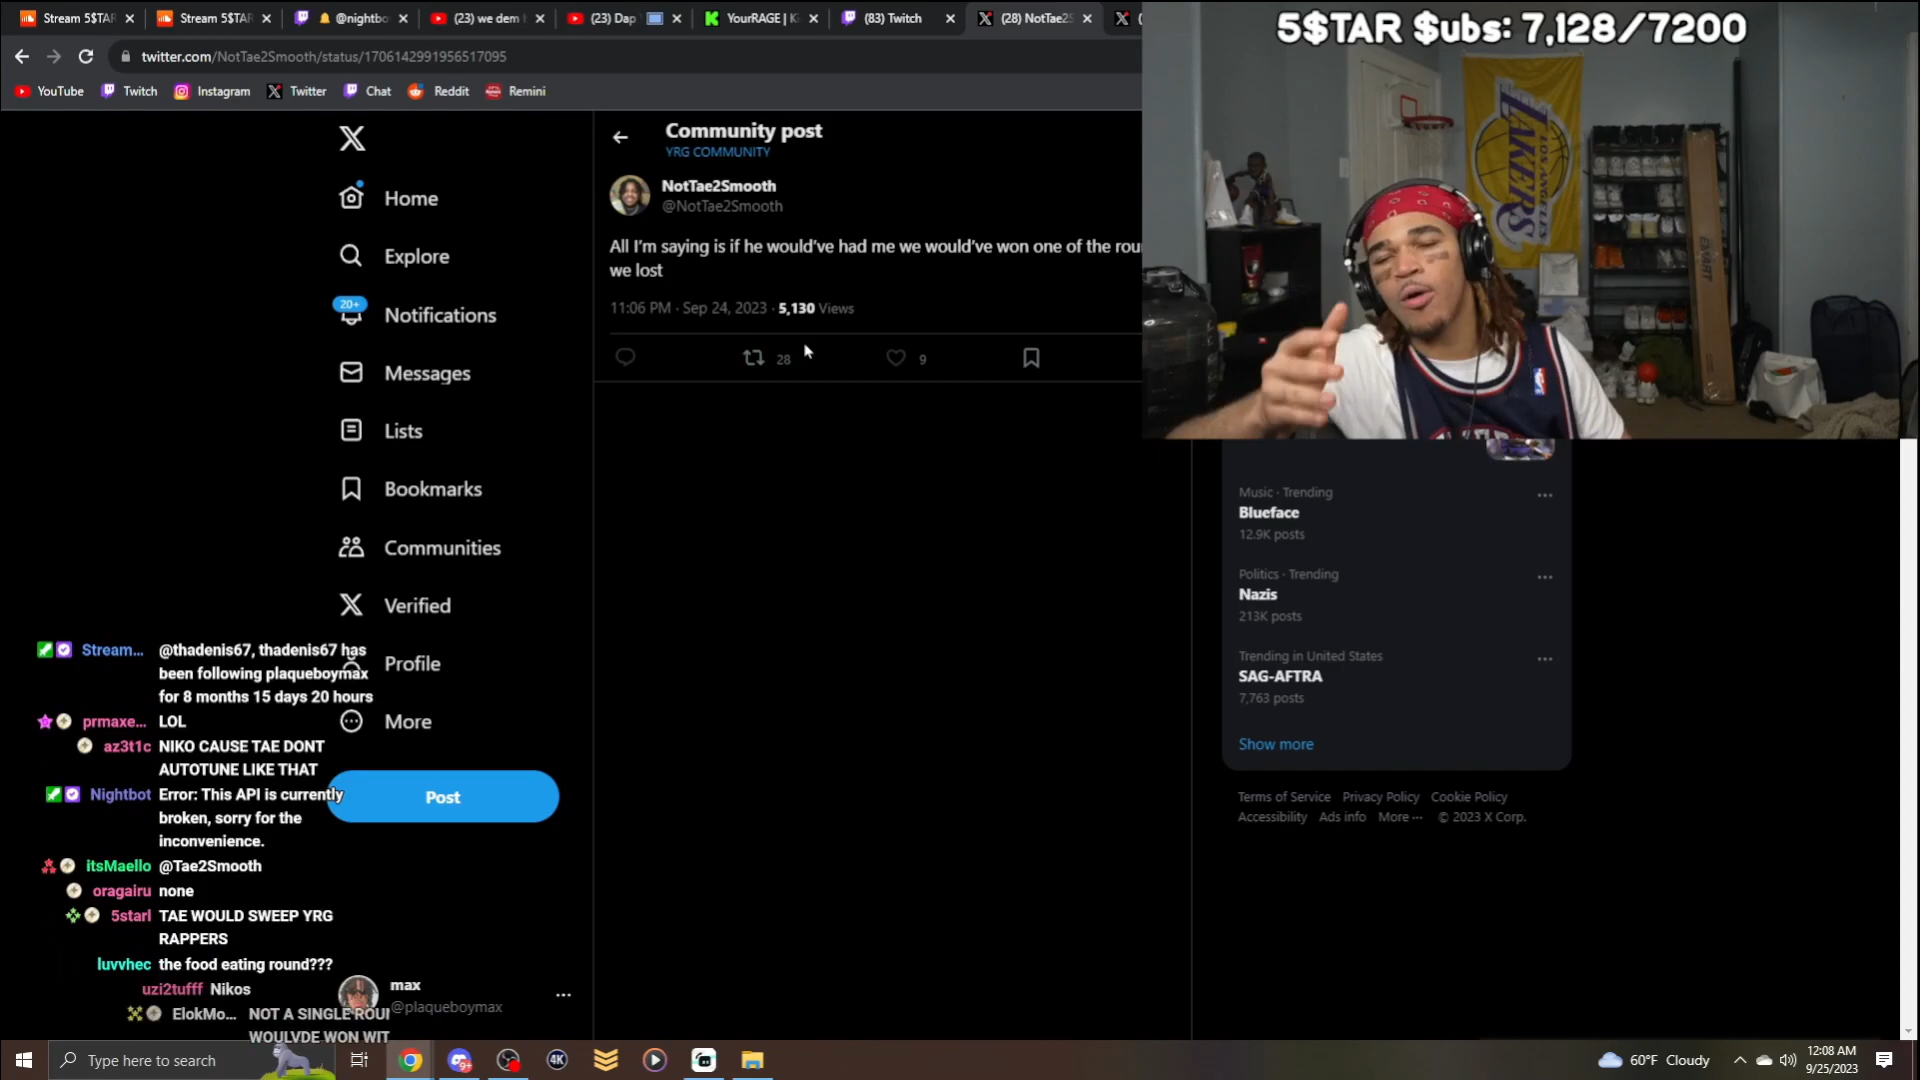 Stream 5$TAR
Stream 5$TAR
@nightbo
(23) we dem b
(23) Dap
YourRAGE | K
(83) Twitch
(28) NotTae2S
5$TAR $ubs: 7,128/7200
twitter.com/NotTae2Smooth/status/1706142991956517095
YouTube
Twitch
Instagram
Twitter
Chat
Reddit
Remini
Home
Explore
20+
Notifications
Messages
Lists
Bookmarks
Communities
Verified
Profile
More
Post
max
@plaqueboymax
Community post
YRG COMMUNITY
NotTae2Smooth
@NotTae2Smooth
All I'm saying is if he would've had me we would've won one of the rou
we lost
11:06 PM · Sep 24, 2023 · 5,130 Views
28
9
LAKERS
LOS ANGELES
Music · Trending
Blueface
12.9K posts
Politics · Trending
Nazis
213K posts
Trending in United States
SAG-AFTRA
7,763 posts
Show more
Terms of Service Privacy Policy Cookie Policy
Accessibility Ads info More ··· © 2023 X Corp.
Stream... @thadenis67, thadenis67 has
been following plaqueboymax
for 8 months 15 days 20 hours
prmaxe... LOL
az3t1c NIKO CAUSE TAE DONT
AUTOTUNE LIKE THAT
Nightbot Error: This API is currently
broken, sorry for the
inconvenience.
itsMaello @Tae2Smooth
oragairu none
5starl TAE WOULD SWEEP YRG
RAPPERS
luvvhec the food eating round???
uzi2tufff Nikos
ElokMo... NOT A SINGLE ROUN
WOULVDE WON WIT
Type here to search
9+
4K
60°F Cloudy
12:08 AM
9/25/2023